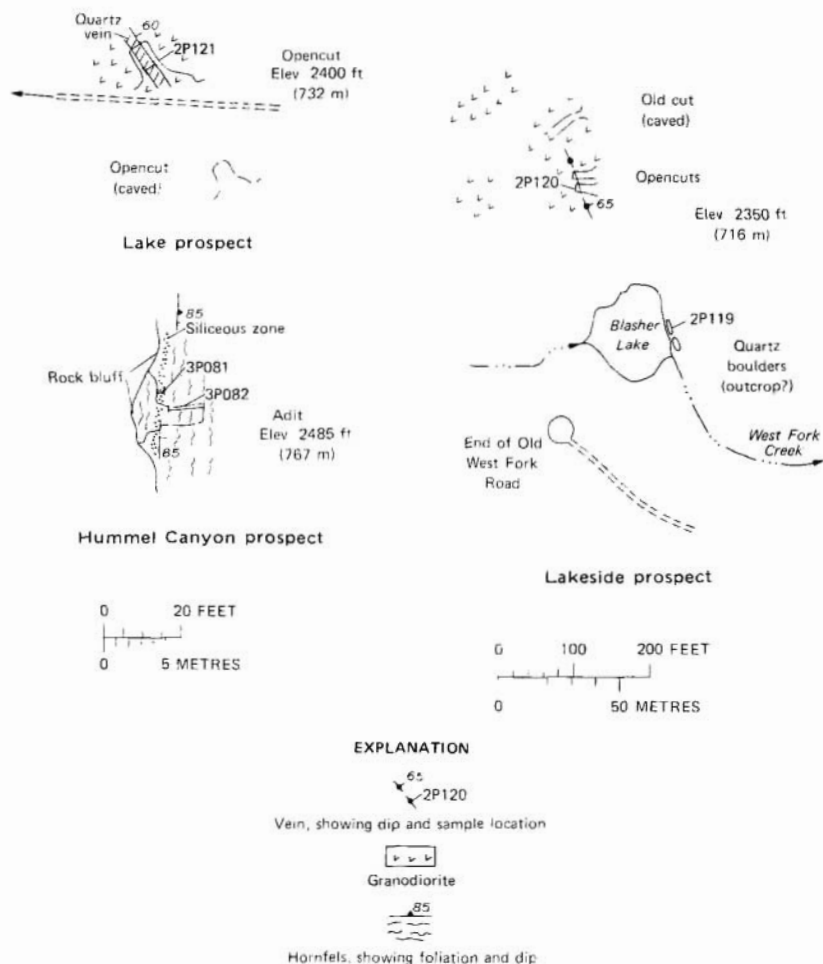 Quartz
vein
60
2P121
Opencut
Elev 2400 ft
(732 m)
Opencut
(caved)
Lake prospect
Old cut
(caved)
2P120
Opencuts
65
Elev 2350 ft
(716 m)
85
Siliceous zone
Rock bluff
3P081
3P082
Adit
Elev 2485 ft
(767 m)
85
Hummel Canyon prospect
Blasher
Lake
2P119
Quartz
boulders
(outcrop?)
End of Old
West Fork
Road
West Fork
Creek
Lakeside prospect
0 20 FEET
0 5 METRES
0 100 200 FEET
0 50 METRES
EXPLANATION
65
2P120
Vein, showing dip and sample location
Granodiorite
85
Hornfels, showing foliation and dip